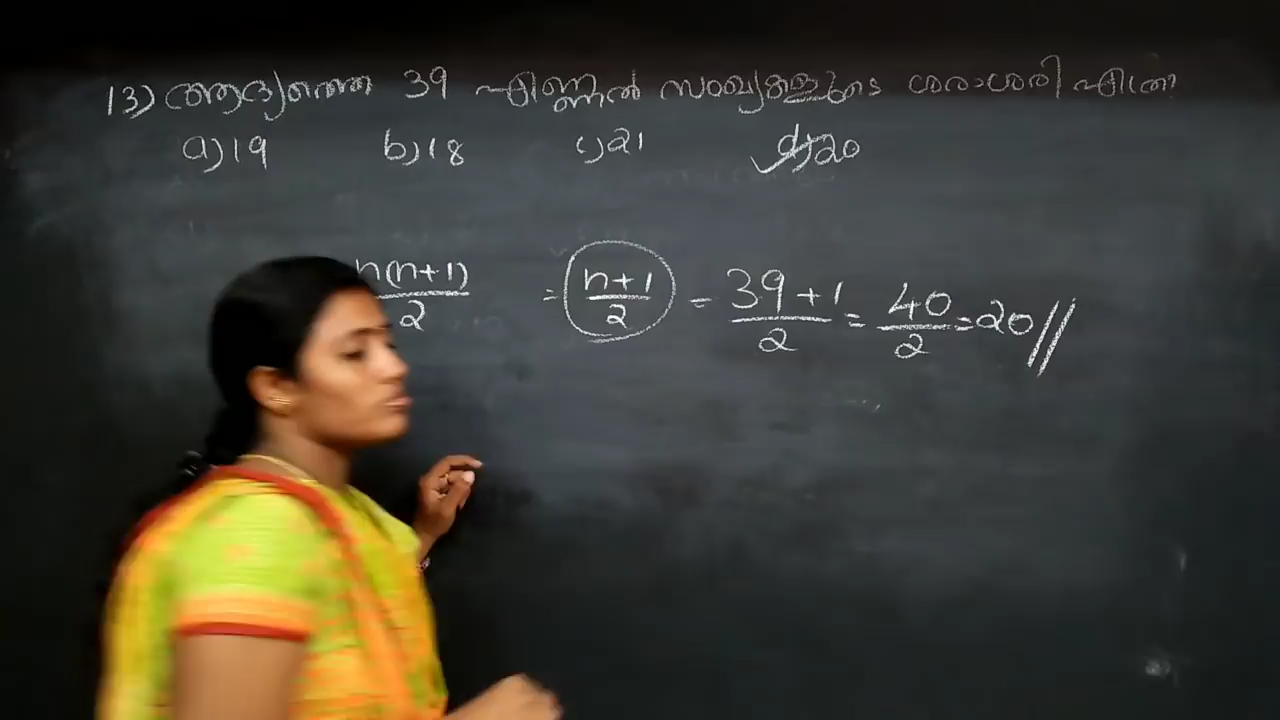 13) ആദ്യത്തെ 39 എണ്ണൽ സംഖ്യകളുടെ ശരാശരി എത്ര
a) 19 b) 18 c) 21 d) 20
n(n+1)/2 = n+1/2 = 39+1/2 = 40/2 = 20//